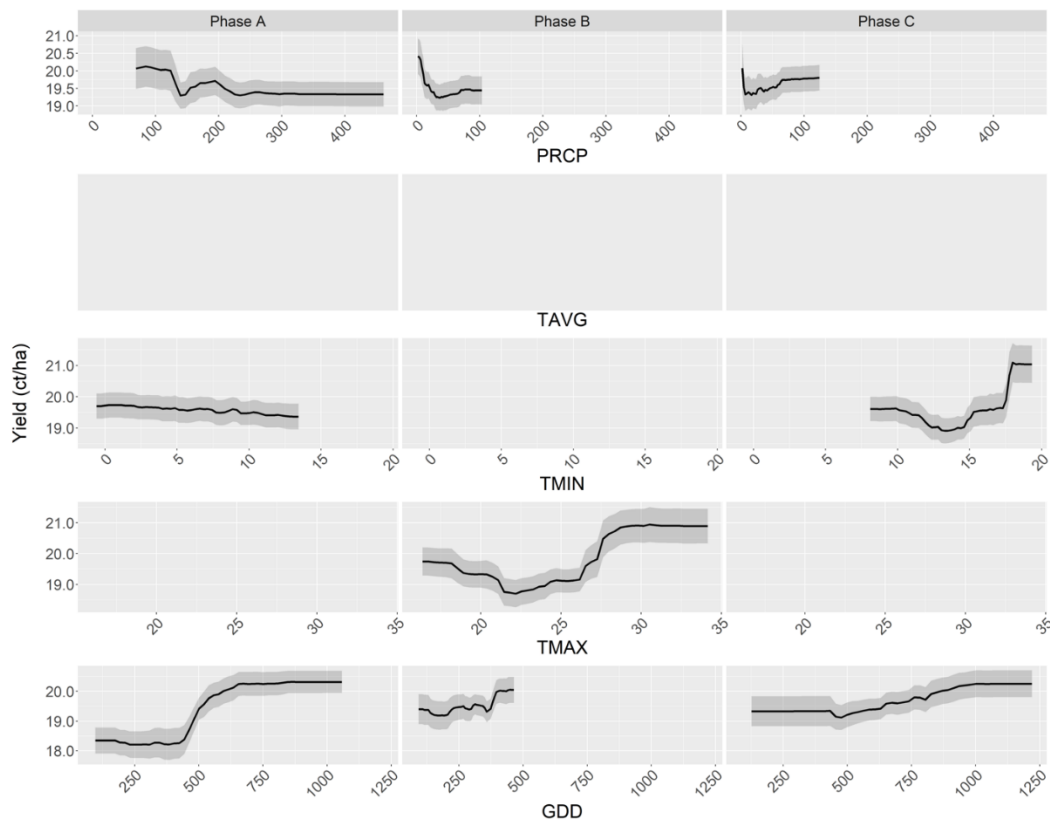 Phase A Phase B Phase C
21.0
20.5
20.0
19.5
19.0
0 100 200 300 400 0 100 200 300 400 0 100 200 300 400
PRCP
TAVG
Yield (ct/ha)
21.0
20.0
19.0
0 5 10 15 20 0 5 10 15 20 0 5 10 15 20
TMIN
21.0
20.0
19.0
20 25 30 35 20 25 30 35 20 25 30 35
TMAX
20.0
19.0
18.0
250 500 750 1000 1250 250 500 750 1000 1250 250 500 750 1000 1250
GDD